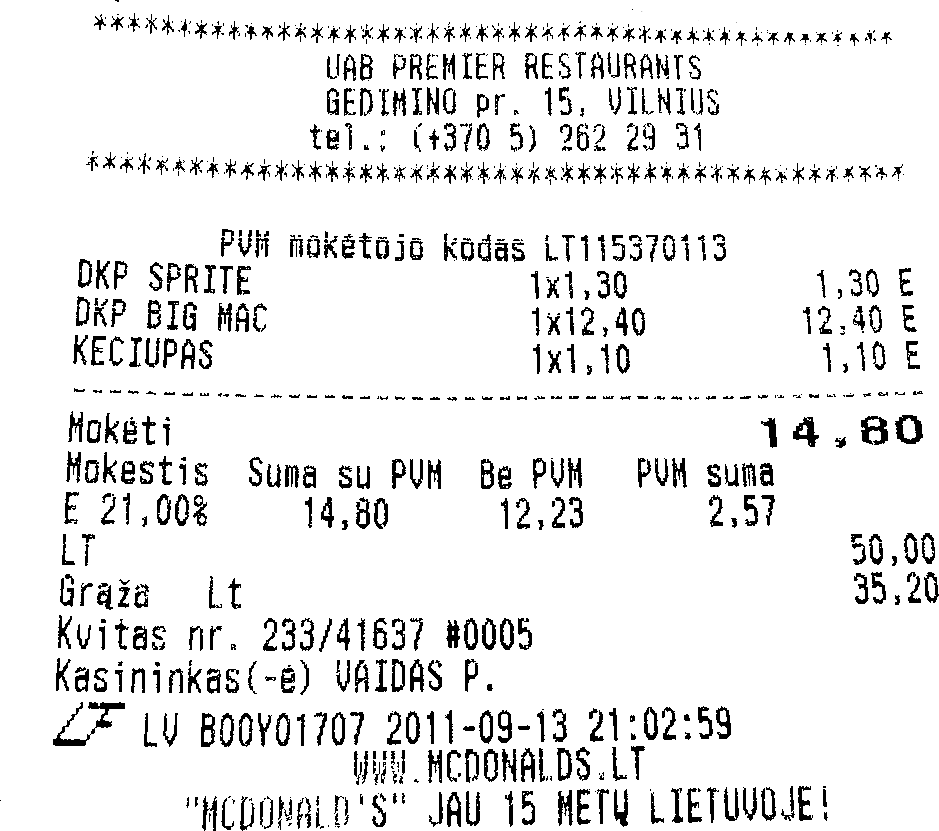 ********************************************
UAB PREMIER RESTAURANTS
GEDIMINO pr. 15, VILNIUS
tel.: (+370 5) 262 29 31
********************************************
PVM mokėtojo kodas LT115370113
DKP SPRITE 1x1,30 1,30 E
DKP BIG MAC 1x12,40 12,40 E
KECIUPAS 1x1,10 1,10 E
Mokėti 14,80
Mokestis Suma su PVM Be PVM PVM suma
E 21,00% 14,80 12,23 2,57
LT 50,00
Grąža Lt 35,20
Kvitas nr. 233/41637 #0005
Kasininkas(-ė) VAIDAS P.
LF LV B00Y01707 2011-09-13 21:02:59
WWW.MCDONALDS.LT
"MCDONALD'S" JAU 15 METŲ LIETUVOJE!